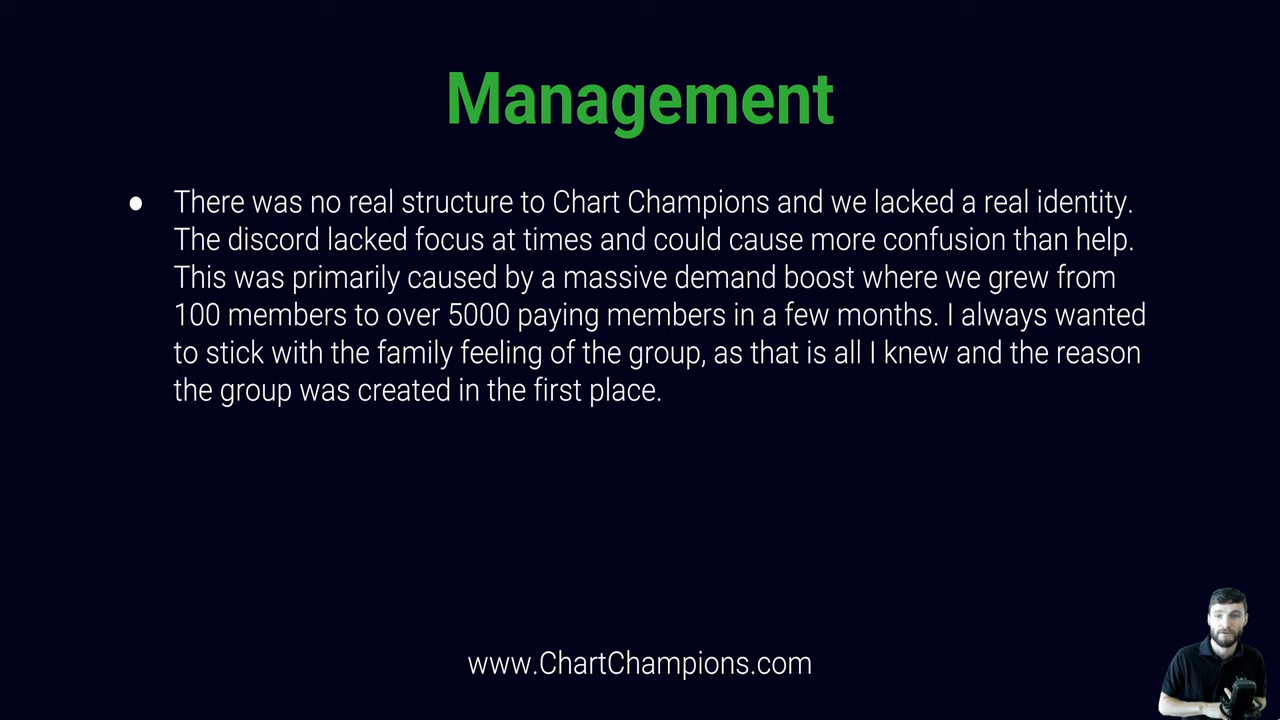 Management
● There was no real structure to Chart Champions and we lacked a real identity.
The discord lacked focus at times and could cause more confusion than help.
This was primarily caused by a massive demand boost where we grew from
100 members to over 5000 paying members in a few months. I always wanted
to stick with the family feeling of the group, as that is all I knew and the reason
the group was created in the first place.
www.ChartChampions.com